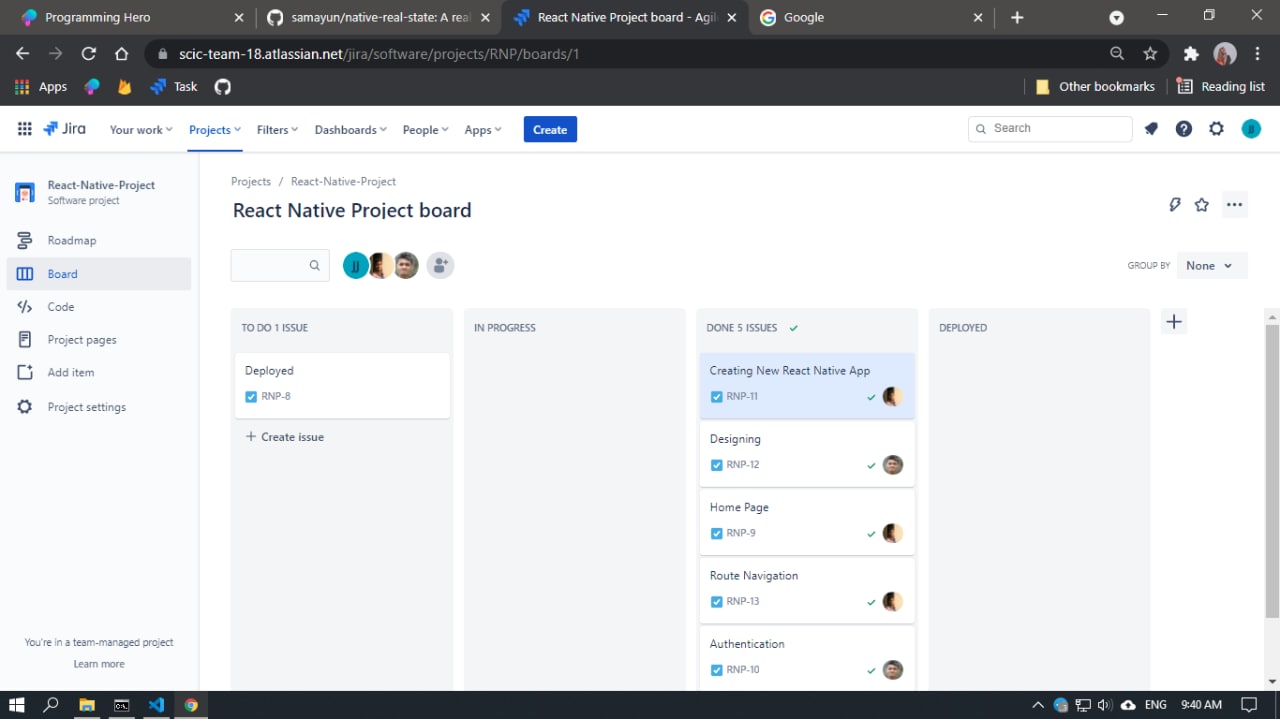 Programming Hero
samayun/native-real-state: A real
React Native Project board - Agil
Google
scic-team-18.atlassian.net/jira/software/projects/RNP/boards/1
Apps
Task
Other bookmarks
Reading list
Jira
Your work
Projects
Filters
Dashboards
People
Apps
Create
Search
JJ
React-Native-Project
Software project
Roadmap
Board
Code
Project pages
Add item
Project settings
You're in a team-managed project
Learn more
Projects / React-Native-Project
React Native Project board
JJ
GROUP BY
None
TO DO 1 ISSUE
Deployed
RNP-8
Create issue
IN PROGRESS
DONE 5 ISSUES
Creating New React Native App
RNP-11
Designing
RNP-12
Home Page
RNP-9
Route Navigation
RNP-13
Authentication
RNP-10
DEPLOYED
ENG
9:40 AM